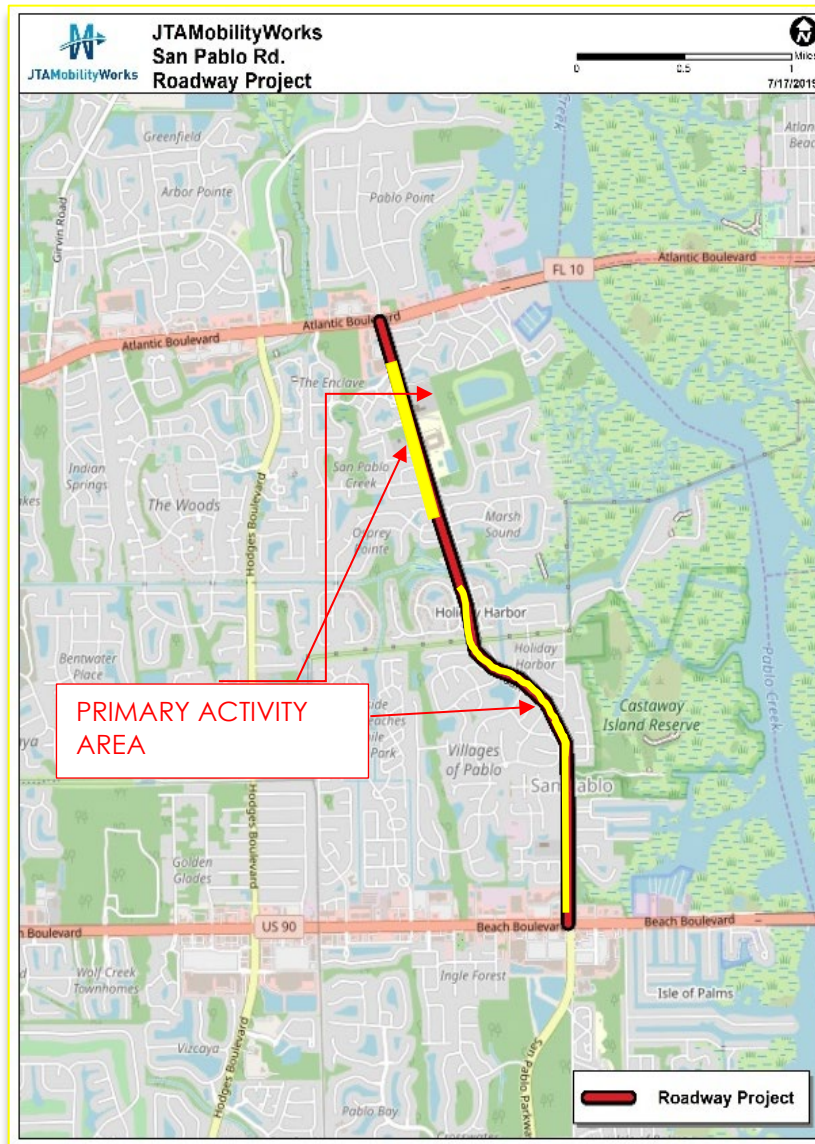 JTAMobilityWorks
JTAMobilityWorks
San Pablo Rd.
Roadway Project
N
Miles
0
0.5
1
7/17/2019
Creek
Greenfield
Arbor Pointe
Pablo Point
Girvin Road
Atlantic Boulevard
FL 10
Atlantic Boulevard
Atlantic Boulevard
The Enclave
Indian
Springs
The Woods
San Pablo
Creek
Hodges Boulevard
Osprey
Pointe
Marsh
Sound
Holiday Harbor
Holiday
Harbor
Bentwater
Place
Pablo Creek
PRIMARY ACTIVITY
AREA
Castaway
Island Reserve
Villages
of Pablo
San Pablo
Hodges Boulevard
Golden
Glades
US 90
Beach Boulevard
Beach Boulevard
Wolf Creek
Townhomes
Ingle Forest
Isle of Palms
Vizcaya
Hodges Boulevard
San Pablo Parkway
Pablo Bay
Roadway Project